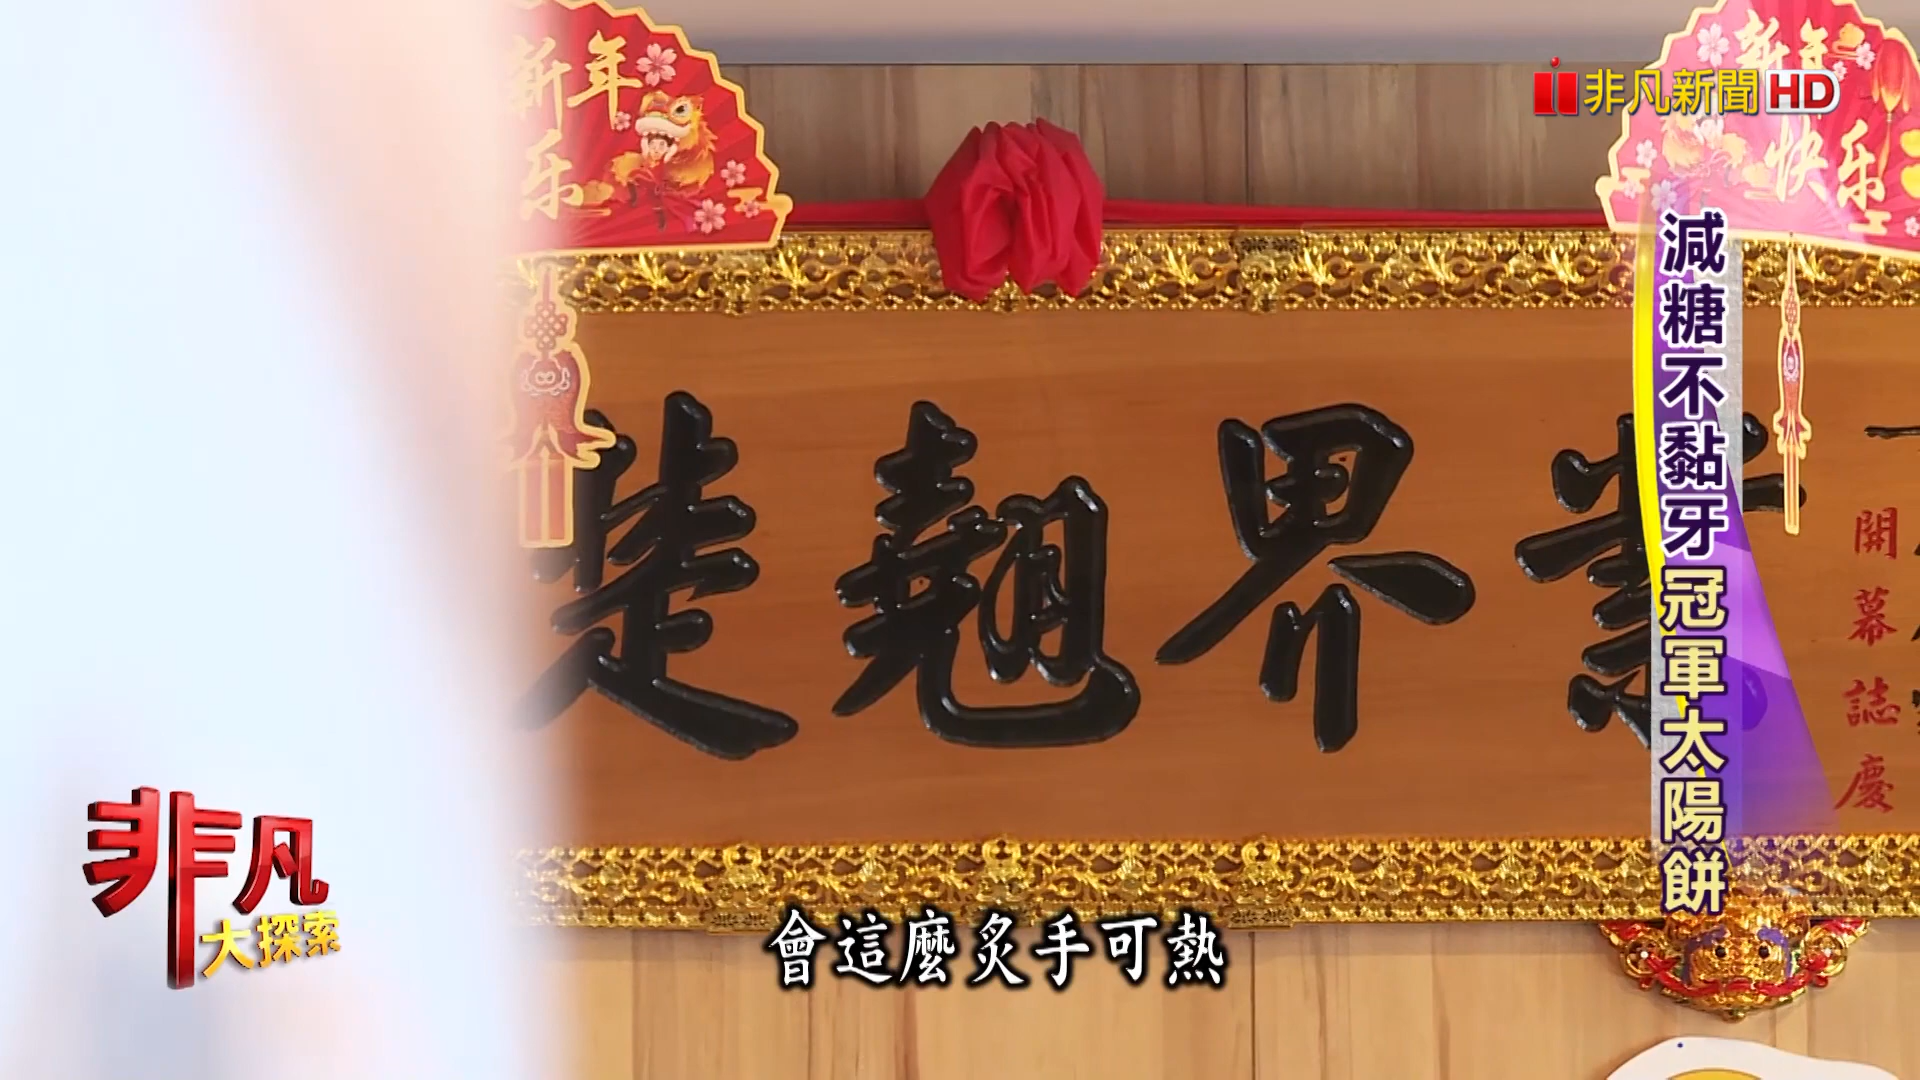 新年
乐
新年
快乐
非凡新聞HD
減糖不黏牙冠軍太陽餅
業界翹楚
開幕誌慶
非凡
大探索
會這麼炙手可熱